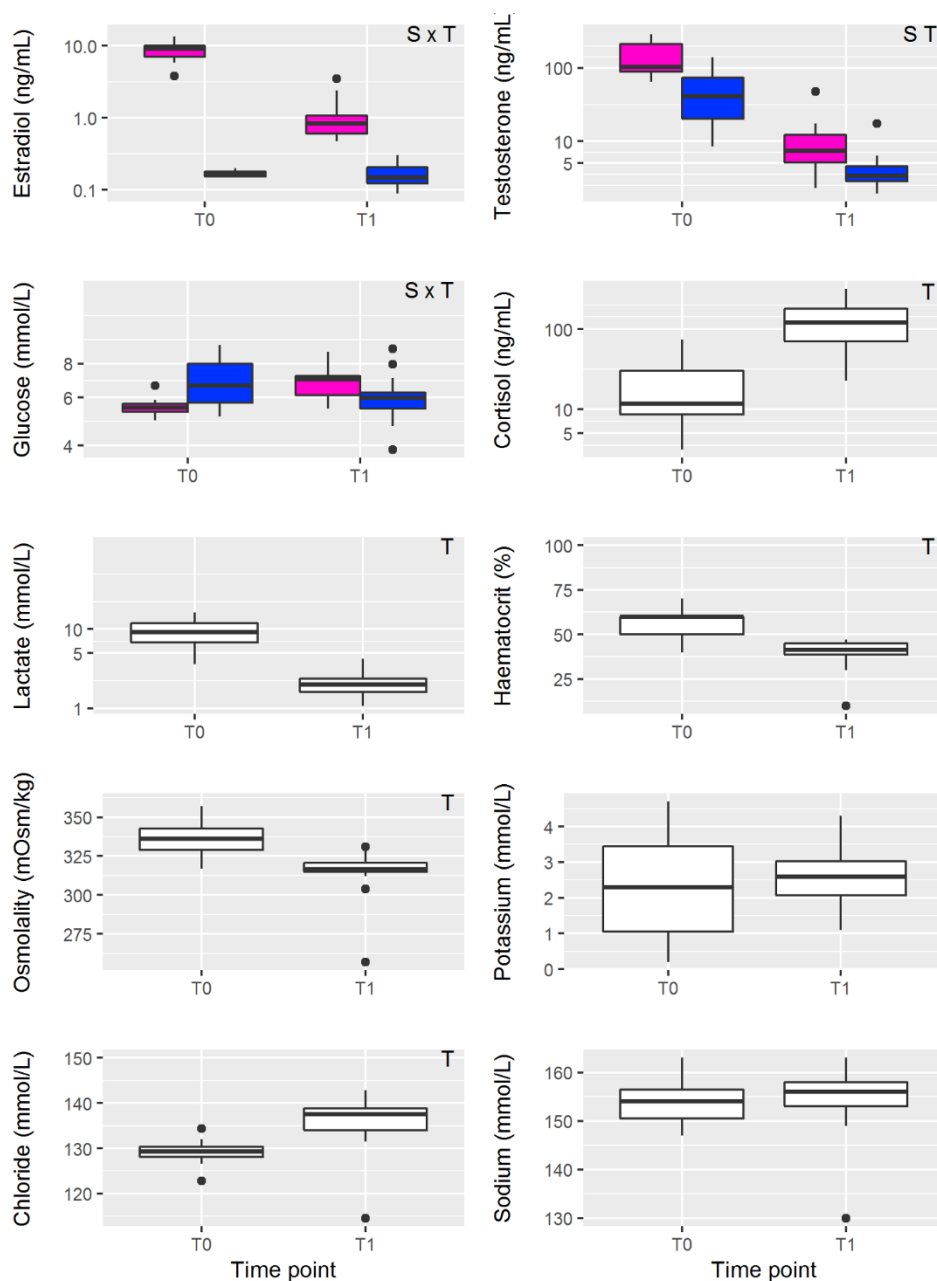 Estradiol (ng/mL)
10.0
1.0
0.1
S x T
T0
T1
Testosterone (ng/mL)
100
10
5
S T
T0
T1
Glucose (mmol/L)
8
6
4
S x T
T0
T1
Cortisol (ng/mL)
100
10
5
T
T0
T1
Lactate (mmol/L)
10
5
1
T
T0
T1
Haematocrit (%)
100
75
50
25
T
T0
T1
Osmolality (mOsm/kg)
350
325
300
275
T
T0
T1
Potassium (mmol/L)
4
3
2
1
0
T0
T1
Chloride (mmol/L)
150
140
130
120
T
T0
T1
Time point
Sodium (mmol/L)
160
150
140
130
T0
T1
Time point